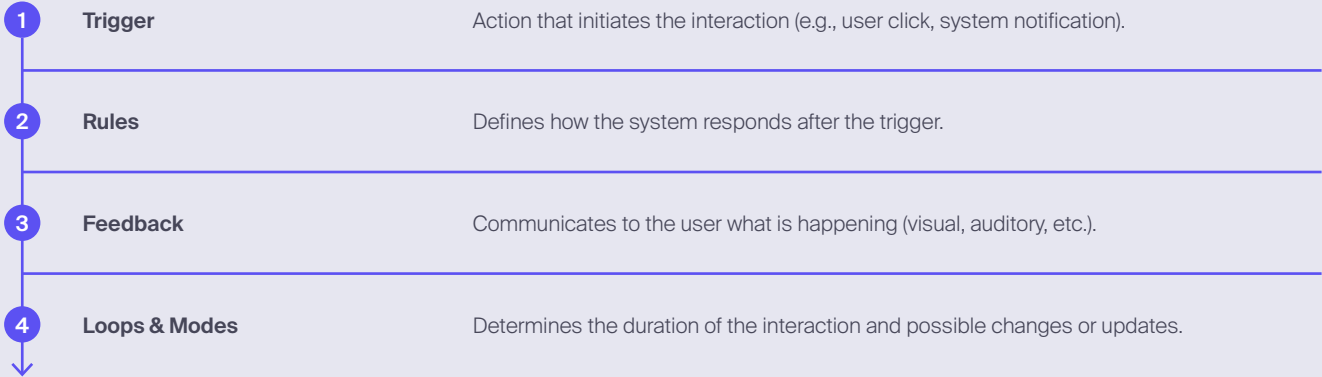 1 Trigger Action that initiates the interaction (e.g., user click, system notification).
2 Rules Defines how the system responds after the trigger.
3 Feedback Communicates to the user what is happening (visual, auditory, etc.).
4 Loops & Modes Determines the duration of the interaction and possible changes or updates.